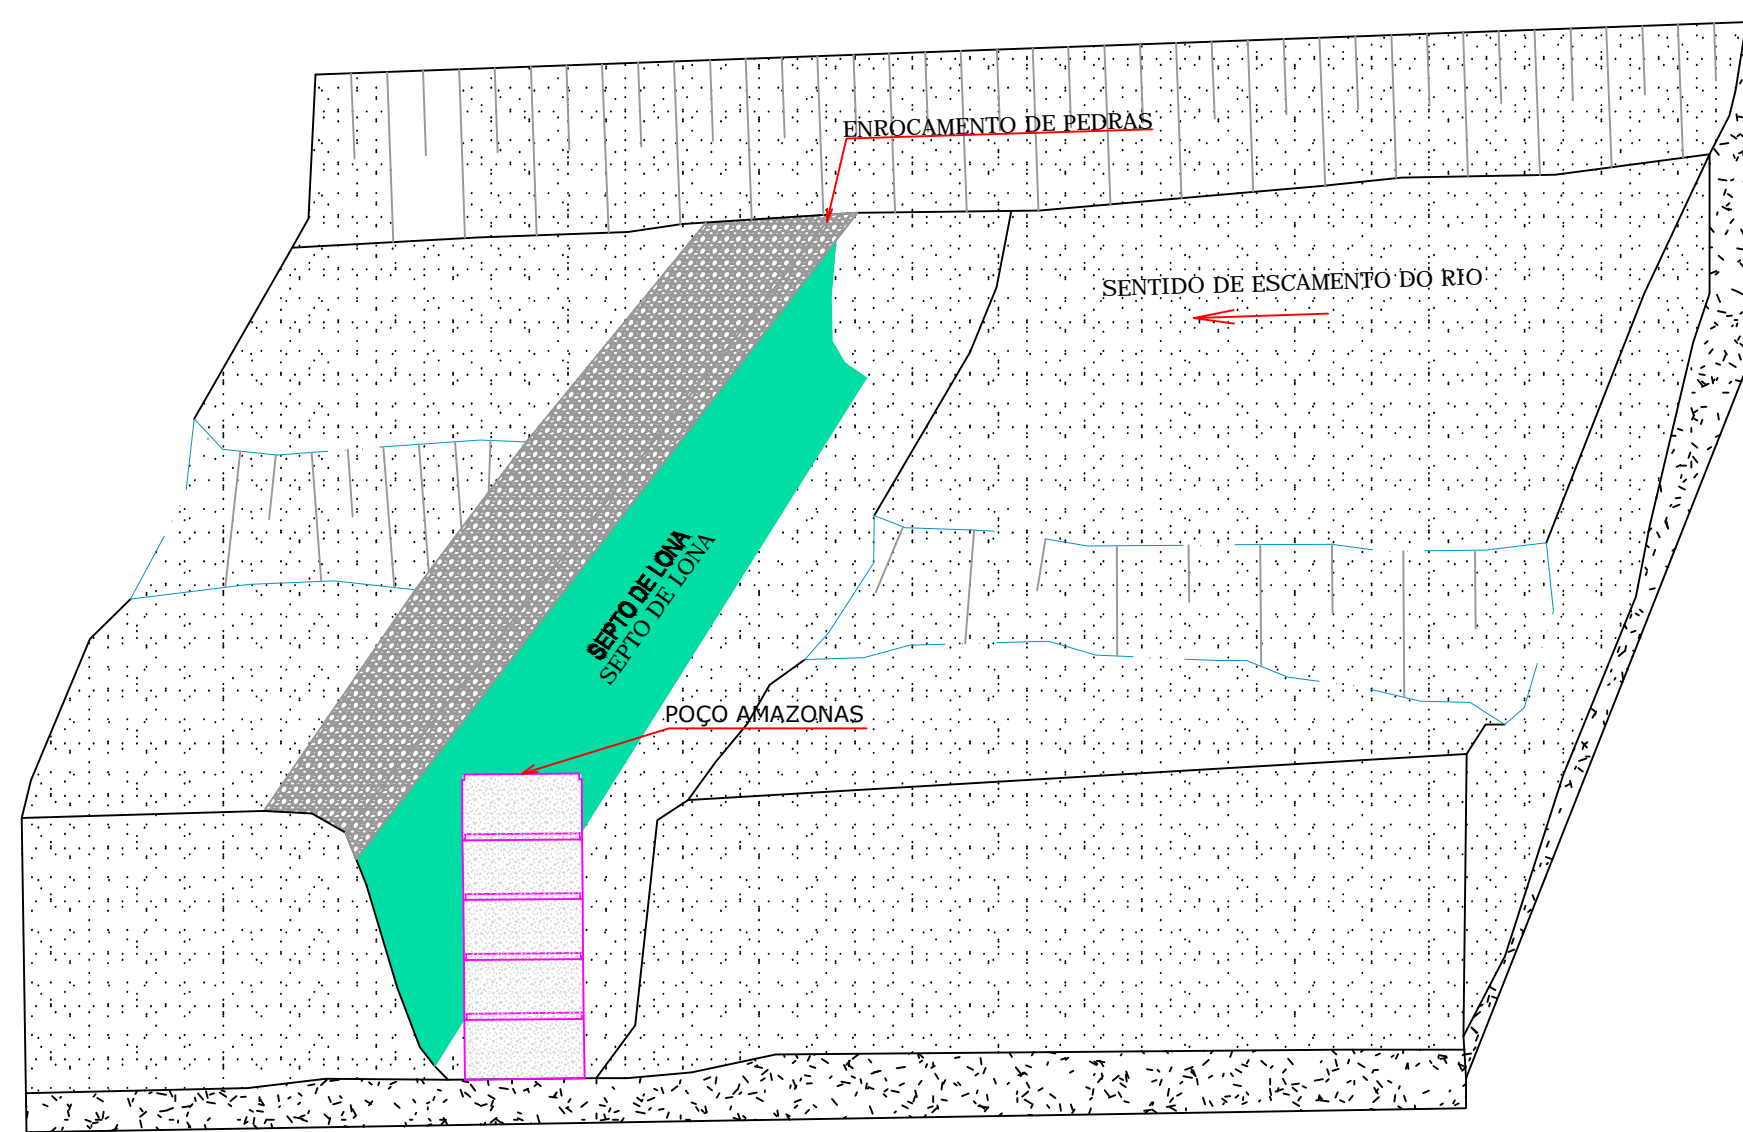 ENROCAMENTO DE PEDRAS
SENTIDO DE ESCAMENTO DO RIO
SEPTO DE LONA
SEPTO DE LONA
POÇO AMAZONAS